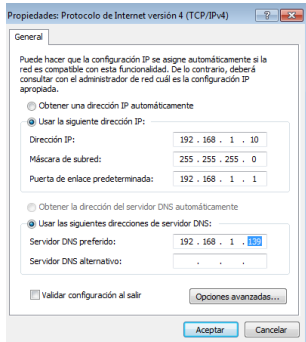 Propiedades: Protocolo de Internet versión 4 (TCP/IPv4)
General
Puede hacer que la configuración IP se asigne automáticamente si la
red es compatible con esta funcionalidad. De lo contrario, deberá
consultar con el administrador de red cuál es la configuración IP
apropiada.
Obtener una dirección IP automáticamente
Usar la siguiente dirección IP:
Dirección IP: 192 . 168 . 1 . 10
Máscara de subred: 255 . 255 . 255 . 0
Puerta de enlace predeterminada: 192 . 168 . 1 . 1
Obtener la dirección del servidor DNS automáticamente
Usar las siguientes direcciones de servidor DNS:
Servidor DNS preferido: 192 . 168 . 1 . 139
Servidor DNS alternativo: . . .
Validar configuración al salir
Opciones avanzadas...
Aceptar Cancelar